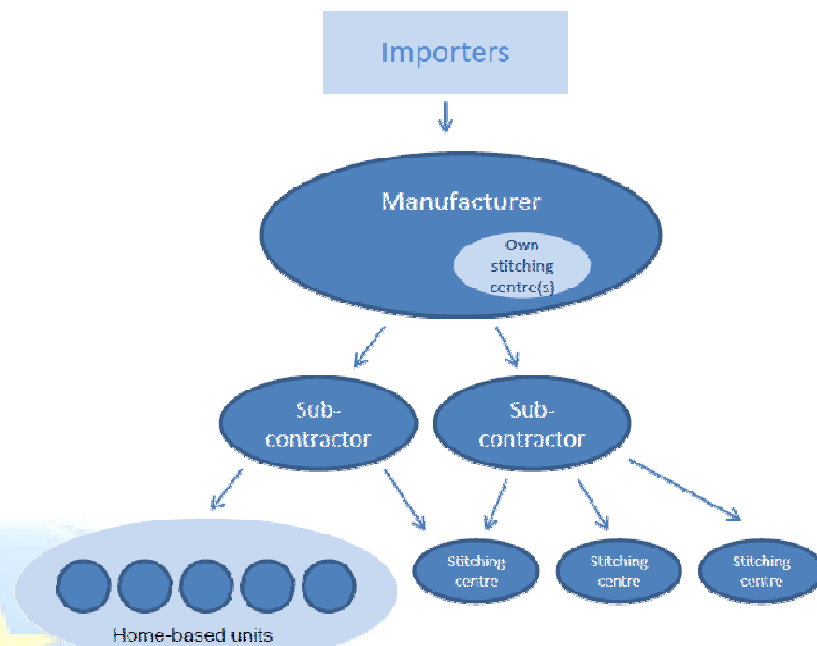 Importers
Manufacturer
Own
stitching
centre(s)
Sub-
contractor
Sub-
contractor
Stitching
centre
Stitching
centre
Stitching
centre
Home-based units